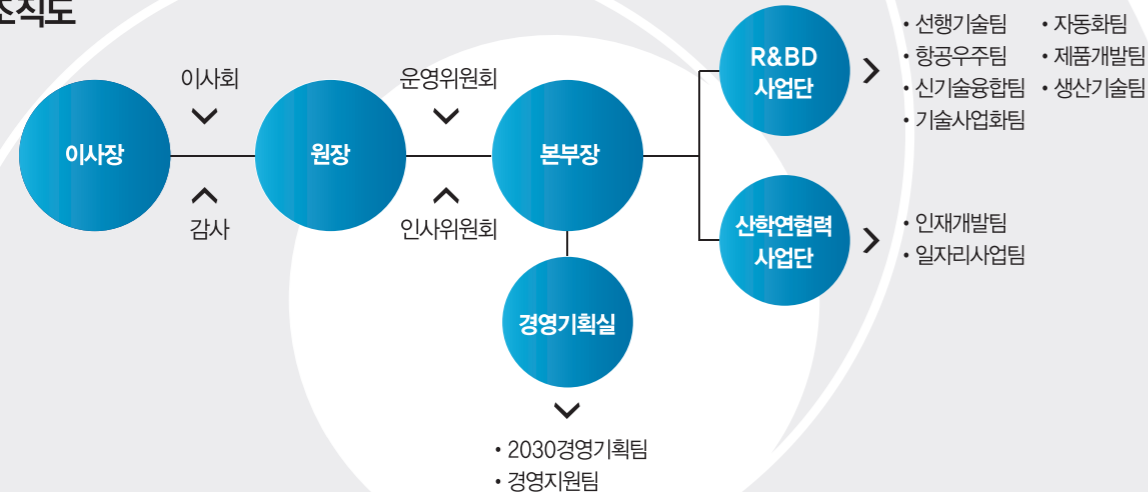 조직도
이사회
운영위원회
이사장
원장
본부장
감사
인사위원회
R&BD
사업단
• 선행기술팀
• 항공우주팀
• 신기술융합팀
• 기술사업화팀
• 자동화팀
• 제품개발팀
• 생산기술팀
산학연협력
사업단
• 인재개발팀
• 일자리사업팀
경영기획실
• 2030경영기획팀
• 경영지원팀